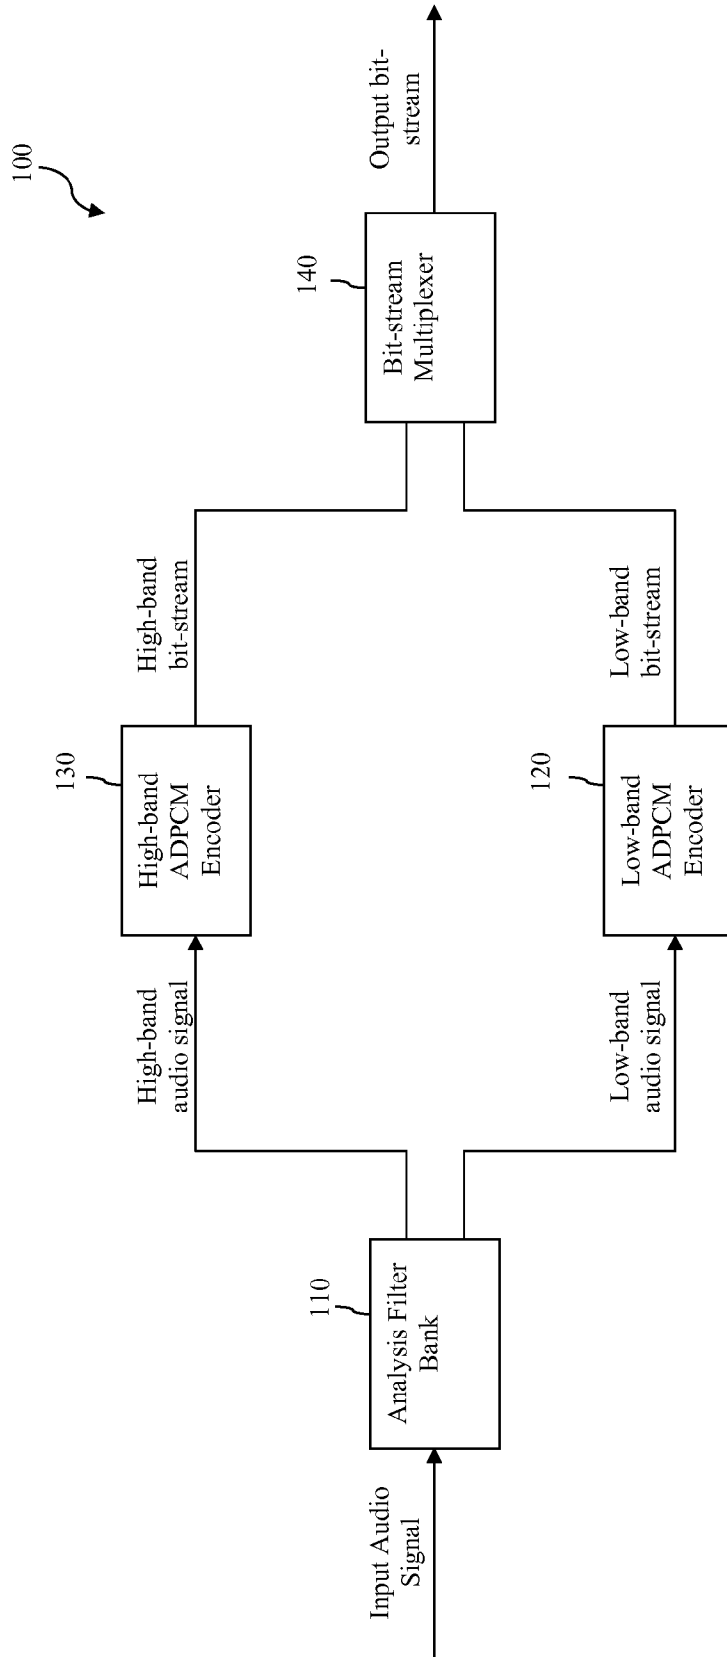 100
Input Audio
Signal
110
Analysis Filter
Bank
High-band
audio signal
Low-band
audio signal
130
High-band
ADPCM
Encoder
120
Low-band
ADPCM
Encoder
High-band
bit-stream
Low-band
bit-stream
140
Bit-stream
Multiplexer
Output bit-
stream